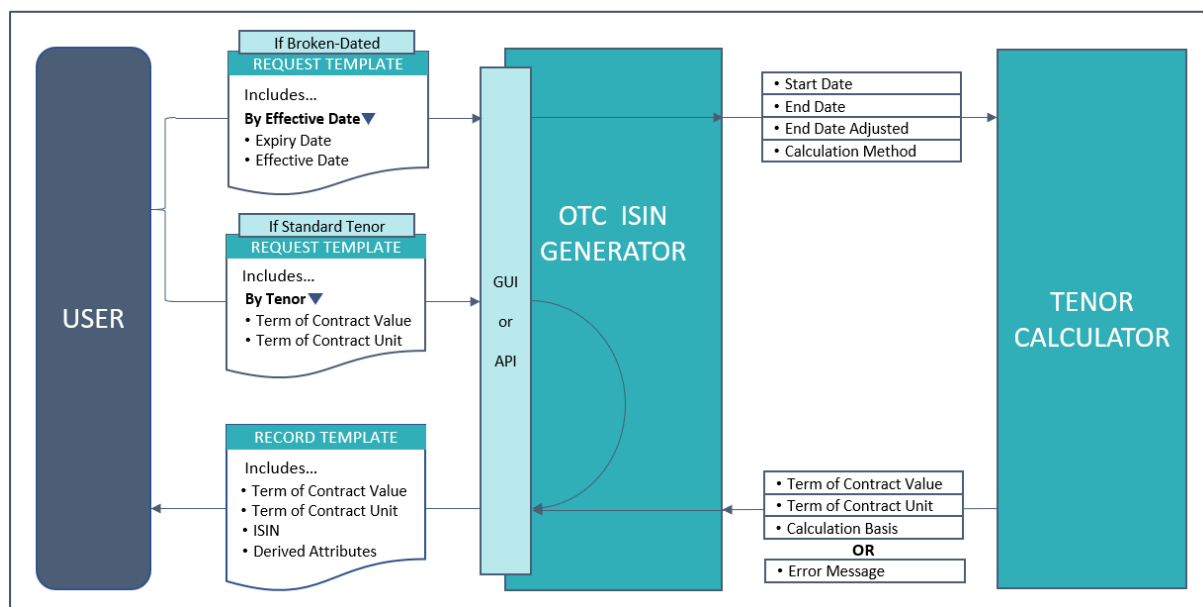 USER
If Broken-Dated
REQUEST TEMPLATE
Includes...
By Effective Date
• Expiry Date
• Effective Date
If Standard Tenor
REQUEST TEMPLATE
Includes...
By Tenor
• Term of Contract Value
• Term of Contract Unit
RECORD TEMPLATE
Includes...
• Term of Contract Value
• Term of Contract Unit
• ISIN
• Derived Attributes
GUI
or
API
OTC ISIN
GENERATOR
• Start Date
• End Date
• End Date Adjusted
• Calculation Method
• Term of Contract Value
• Term of Contract Unit
• Calculation Basis
OR
• Error Message
TENOR
CALCULATOR